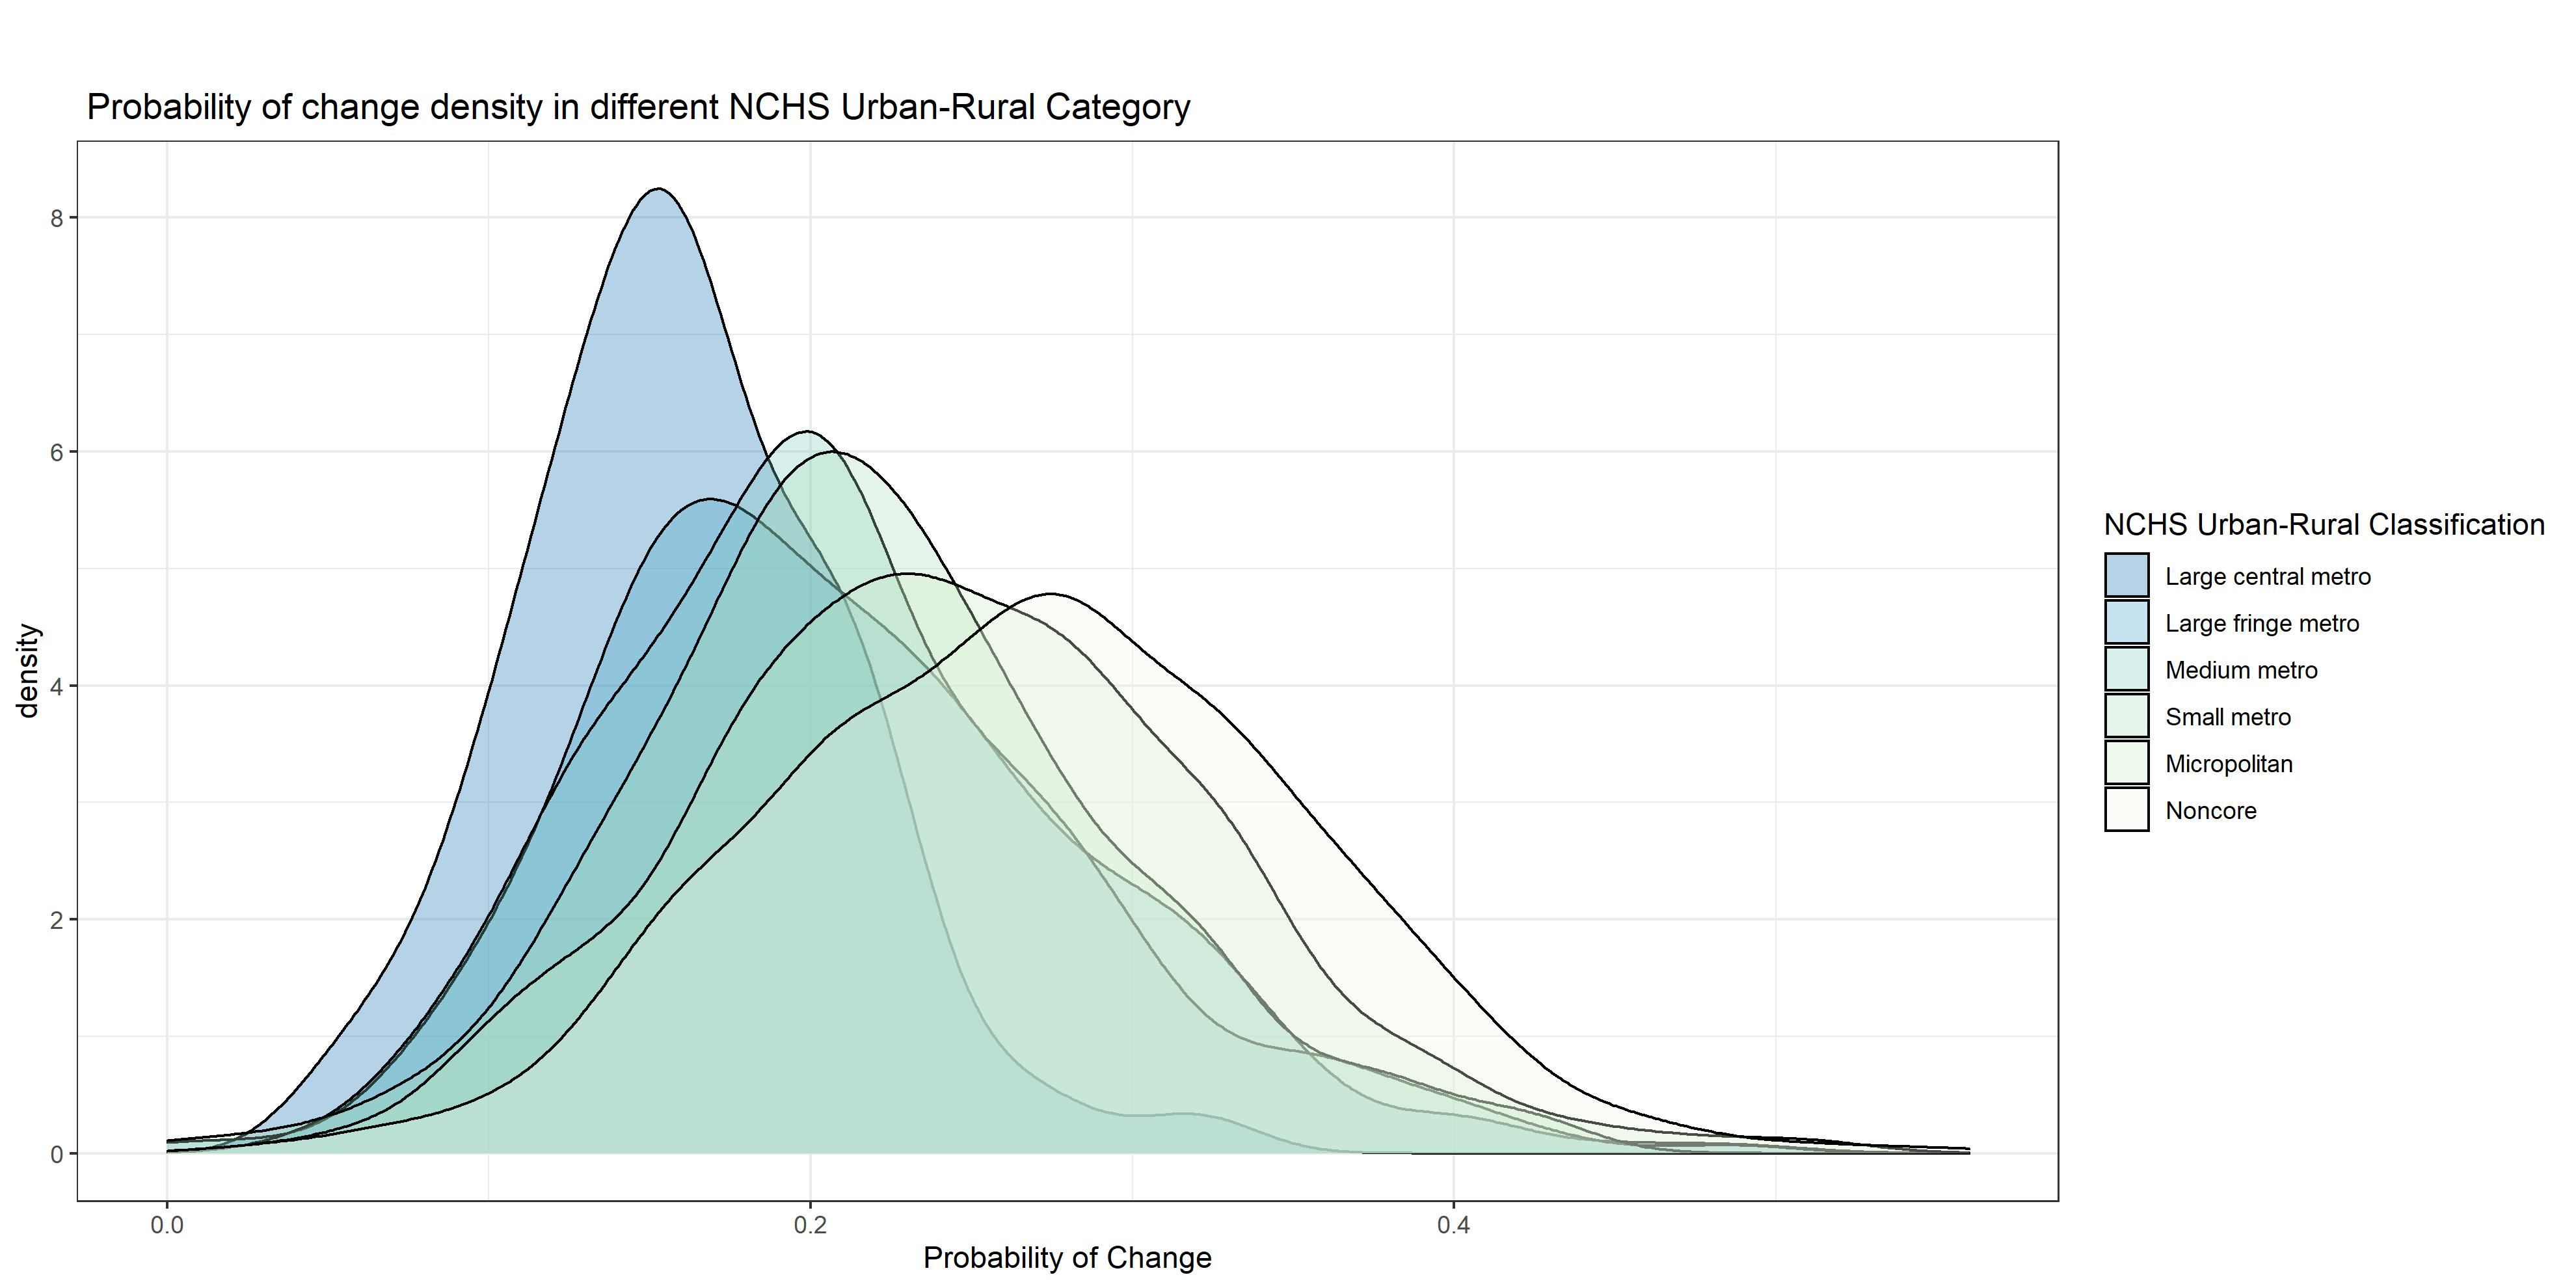 Probability of change density in different NCHS Urban-Rural Category
8
6
4
2
0
density
0.0
0.2
0.4
Probability of Change
NCHS Urban-Rural Classification
Large central metro
Large fringe metro
Medium metro
Small metro
Micropolitan
Noncore